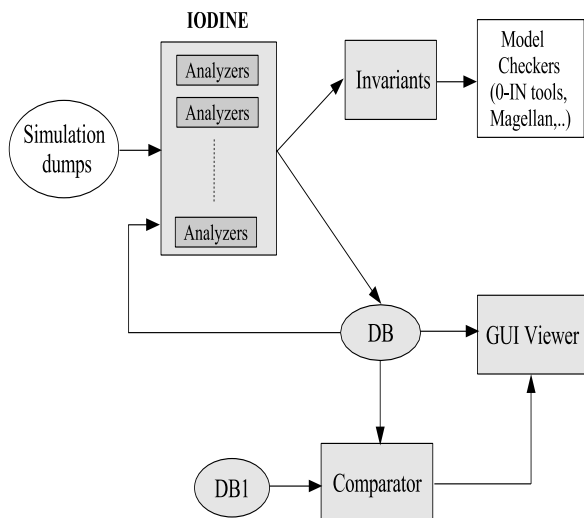 IODINE
Analyzers
Analyzers
Analyzers
Simulation
dumps
Invariants
Model
Checkers
(0-IN tools,
Magellan,..)
DB
GUI Viewer
DB1
Comparator